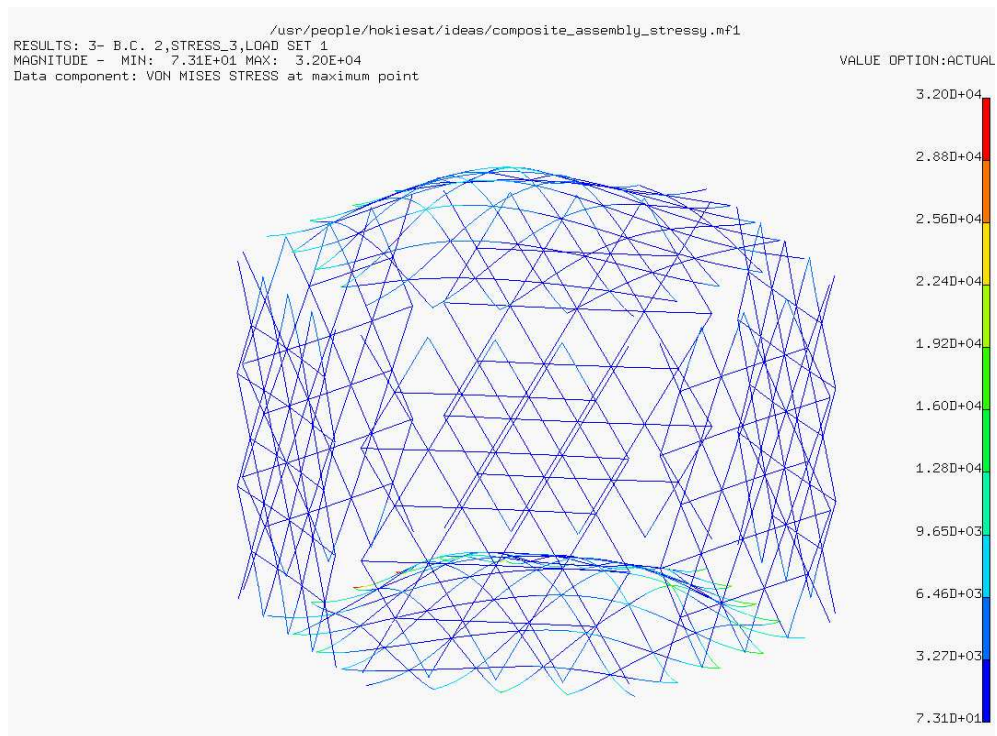 /usr/people/hokiesat/ideas/composite_assembly_stressy.mf1
RESULTS: 3- B.C. 2,STRESS_3,LOAD SET 1
MAGNITUDE - MIN: 7.31E+01 MAX: 3.20E+04
VALUE OPTION:ACTUAL
Data component: VON MISES STRESS at maximum point
3.20D+04
2.88D+04
2.56D+04
2.24D+04
1.92D+04
1.60D+04
1.28D+04
9.65D+03
6.46D+03
3.27D+03
7.31D+01